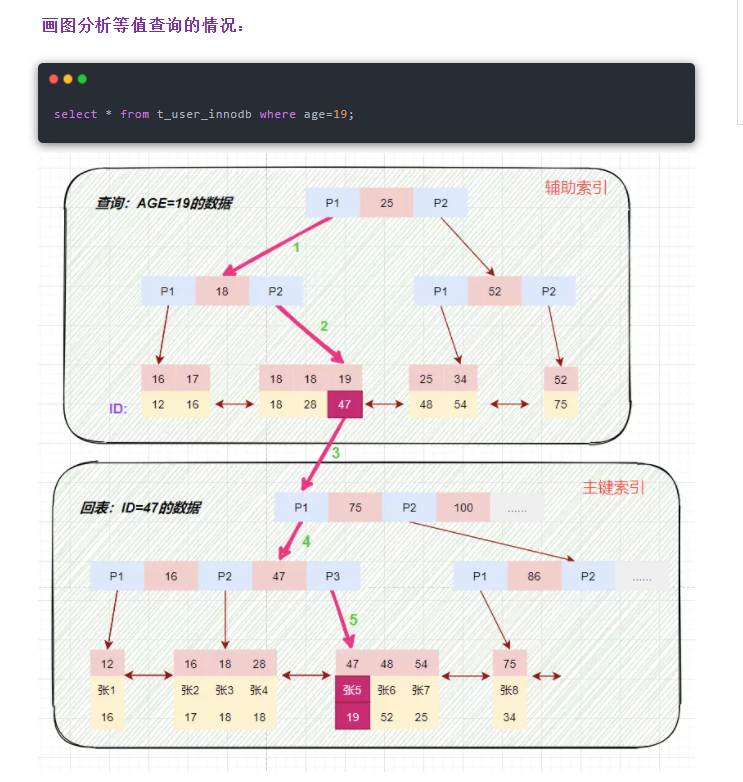 画图分析等值查询的情况:
select * from t_user_innodb where age=19;
查询: AGE=19的数据
辅助索引
P1 25 P2
1
P1 18 P2
P1 52 P2
2
16 17
18 18 19
25 34
52
ID:
12 16
18 28 47
48 54
75
3
回表: ID=47的数据
主键索引
P1 75 P2 100 ......
4
P1 16 P2 47 P3
P1 86 P2 ......
5
12
16 18 28
47 48 54
75
张1
张2 张3 张4
张5 张6 张7
张8
16
17 18 18
19 52 25
34